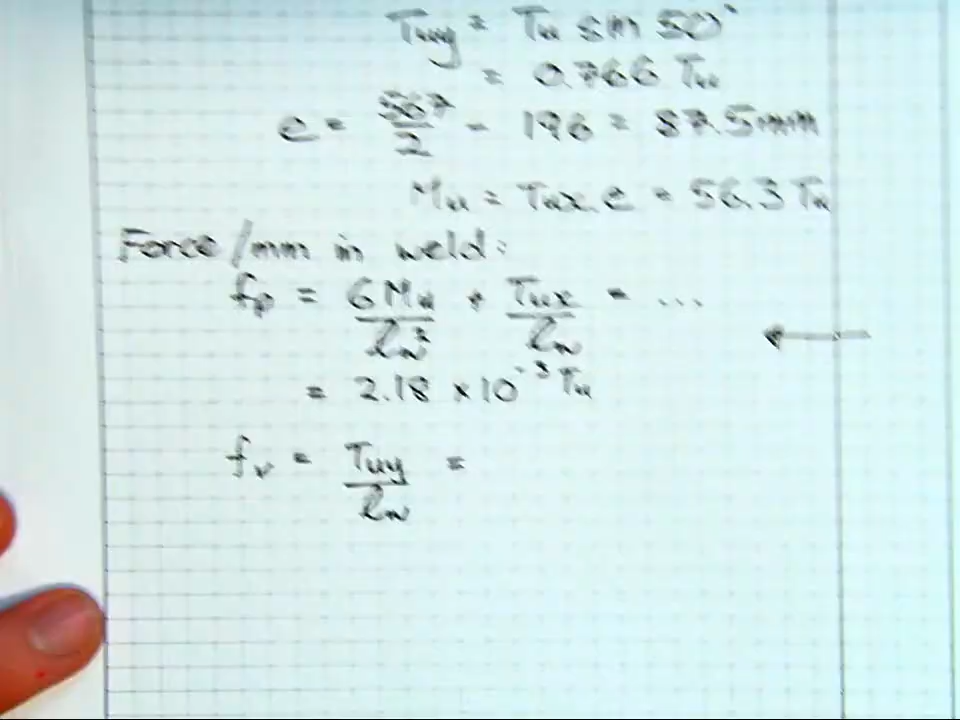 Tuy = Tu sin 50°
= 0.766 Tu
e = 567/2 - 196 = 87.5mm
Mu = Tux.e = 56.3 Tu
Force/mm in weld:
fp = 6Mu/lw² + Tux/lw = ...
= 2.18 × 10⁻³ Tu
fv = Tuy/lw =